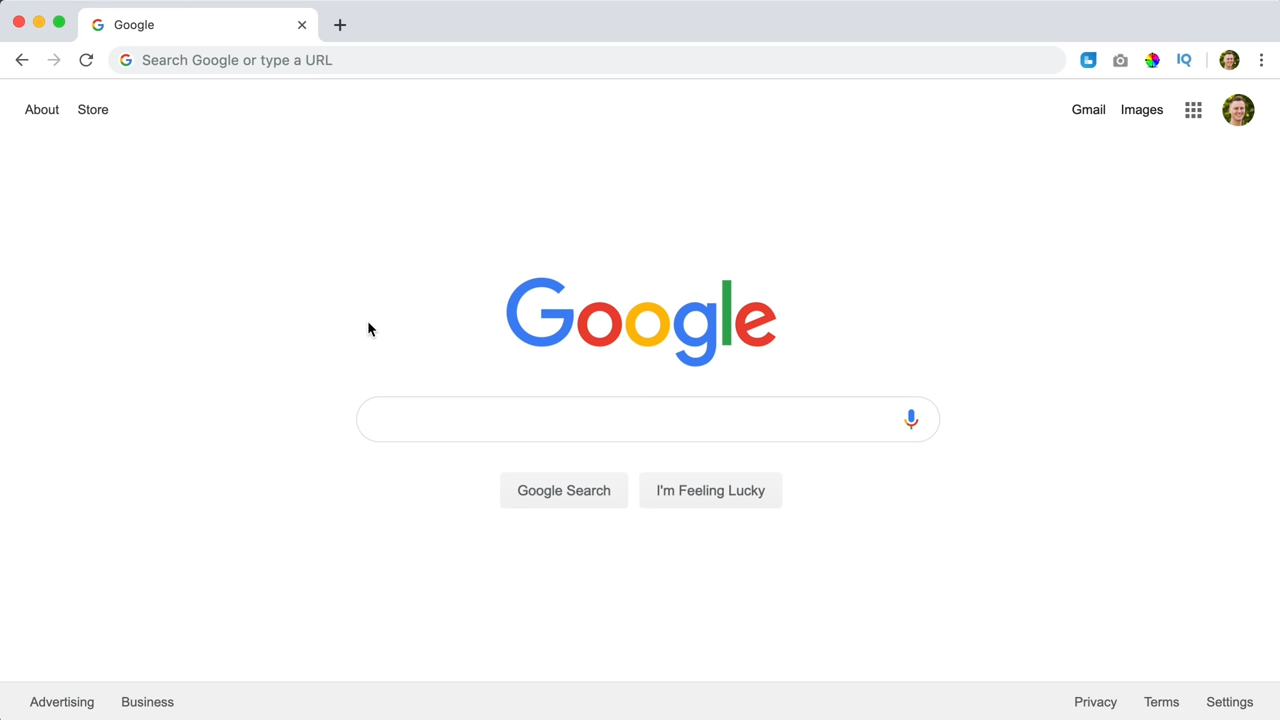 Google
Search Google or type a URL
IQ
About Store
Gmail Images
Google
Google Search I'm Feeling Lucky
Advertising Business
Privacy Terms Settings